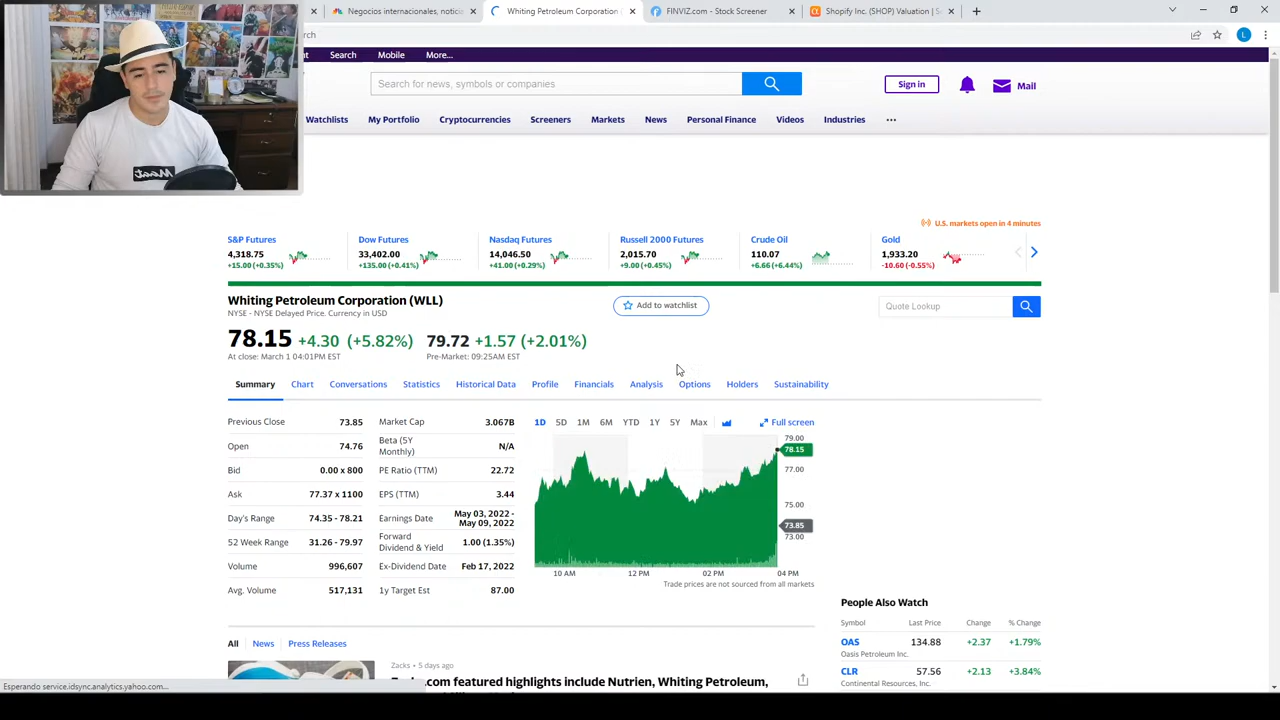 Negocios internacionales, notic
Whiting Petroleum Corporation (
FINVIZ.com - Stock Screener
Shopify Inc. (SHOP) Valuation | S
Search
Mobile
More...
Search for news, symbols or companies
Sign in
Mail
Watchlists
My Portfolio
Cryptocurrencies
Screeners
Markets
News
Personal Finance
Videos
Industries
U.S. markets open in 4 minutes
S&P Futures
4,318.75
+15.00 (+0.35%)
Dow Futures
33,402.00
+135.00 (+0.41%)
Nasdaq Futures
14,046.50
+41.00 (+0.29%)
Russell 2000 Futures
2,015.70
+9.00 (+0.45%)
Crude Oil
110.07
+6.66 (+6.44%)
Gold
1,933.20
-10.60 (-0.55%)
Whiting Petroleum Corporation (WLL)
NYSE - NYSE Delayed Price. Currency in USD
Add to watchlist
Quote Lookup
78.15 +4.30 (+5.82%)
At close: March 1 04:01PM EST
79.72 +1.57 (+2.01%)
Pre-Market: 09:25AM EST
Summary
Chart
Conversations
Statistics
Historical Data
Profile
Financials
Analysis
Options
Holders
Sustainability
Previous Close 73.85
Open 74.76
Bid 0.00 x 800
Ask 77.37 x 1100
Day's Range 74.35 - 78.21
52 Week Range 31.26 - 79.97
Volume 996,607
Avg. Volume 517,131
Market Cap 3.067B
Beta (5Y
Monthly) N/A
PE Ratio (TTM) 22.72
EPS (TTM) 3.44
Earnings Date May 03, 2022 -
May 09, 2022
Forward
Dividend & Yield 1.00 (1.35%)
Ex-Dividend Date Feb 17, 2022
1y Target Est 87.00
1D
5D
1M
6M
YTD
1Y
5Y
Max
Full screen
79.00
78.15
77.00
75.00
73.85
73.00
10 AM
12 PM
02 PM
04 PM
Trade prices are not sourced from all markets
People Also Watch
Symbol Last Price Change % Change
OAS 134.88 +2.37 +1.79%
Oasis Petroleum Inc.
CLR 57.56 +2.13 +3.84%
Continental Resources, Inc.
All
News
Press Releases
Zacks • 5 days ago
.com featured highlights include Nutrien, Whiting Petroleum,
Esperando service.idsync.analytics.yahoo.com...